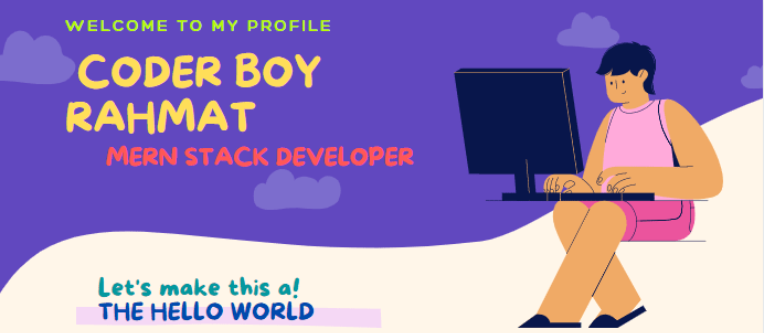 WELCOME TO MY PROFILE
CODER BOY
RAHMAT
MERN STACK DEVELOPER
Let's make this a!
THE HELLO WORLD